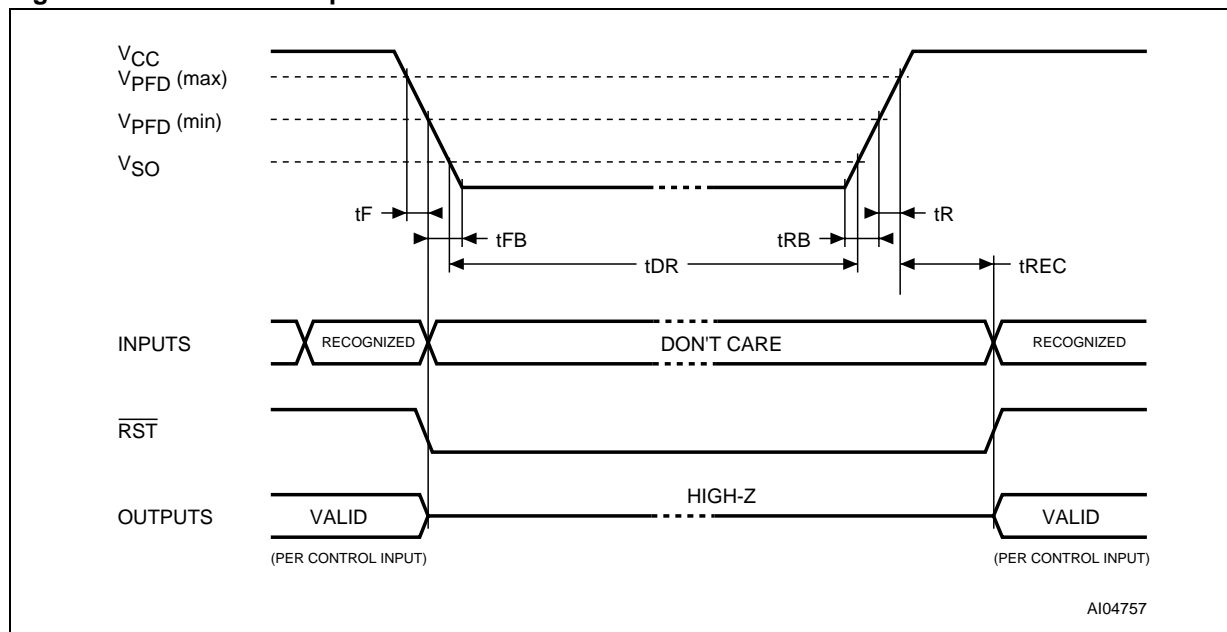 VCC
VPFD (max)
VPFD (min)
VSO
tF
tFB
tDR
tRB
tR
tREC
INPUTS
RECOGNIZED
DON'T CARE
RECOGNIZED
RST
HIGH-Z
OUTPUTS
VALID
VALID
(PER CONTROL INPUT)
(PER CONTROL INPUT)
AI04757